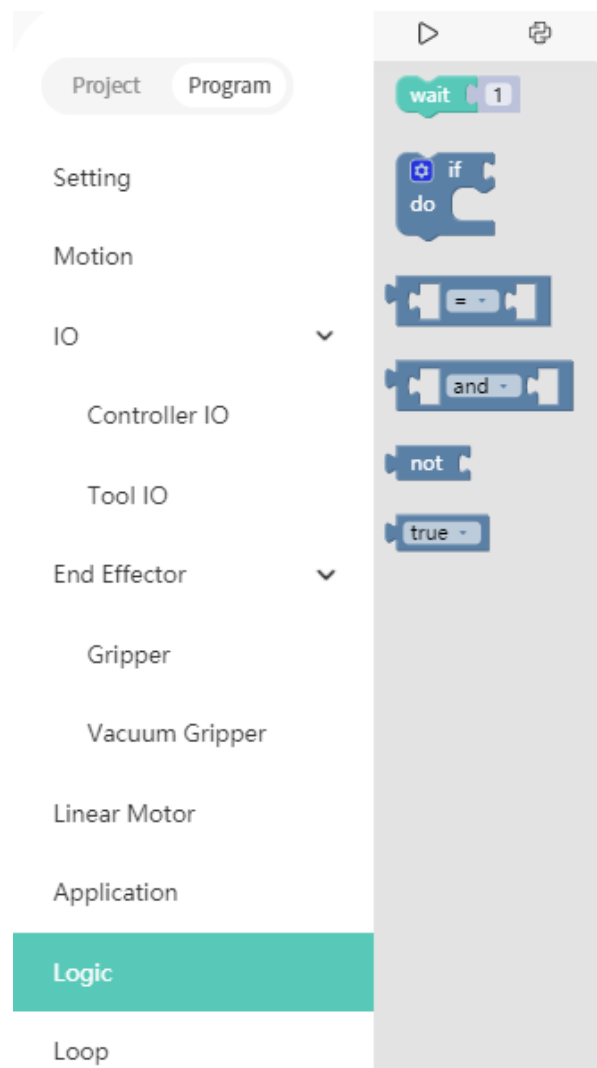 Project Program
Setting
Motion
IO
Controller IO
Tool IO
End Effector
Gripper
Vacuum Gripper
Linear Motor
Application
Logic
Loop
wait 1
if
do
=
and
not
true